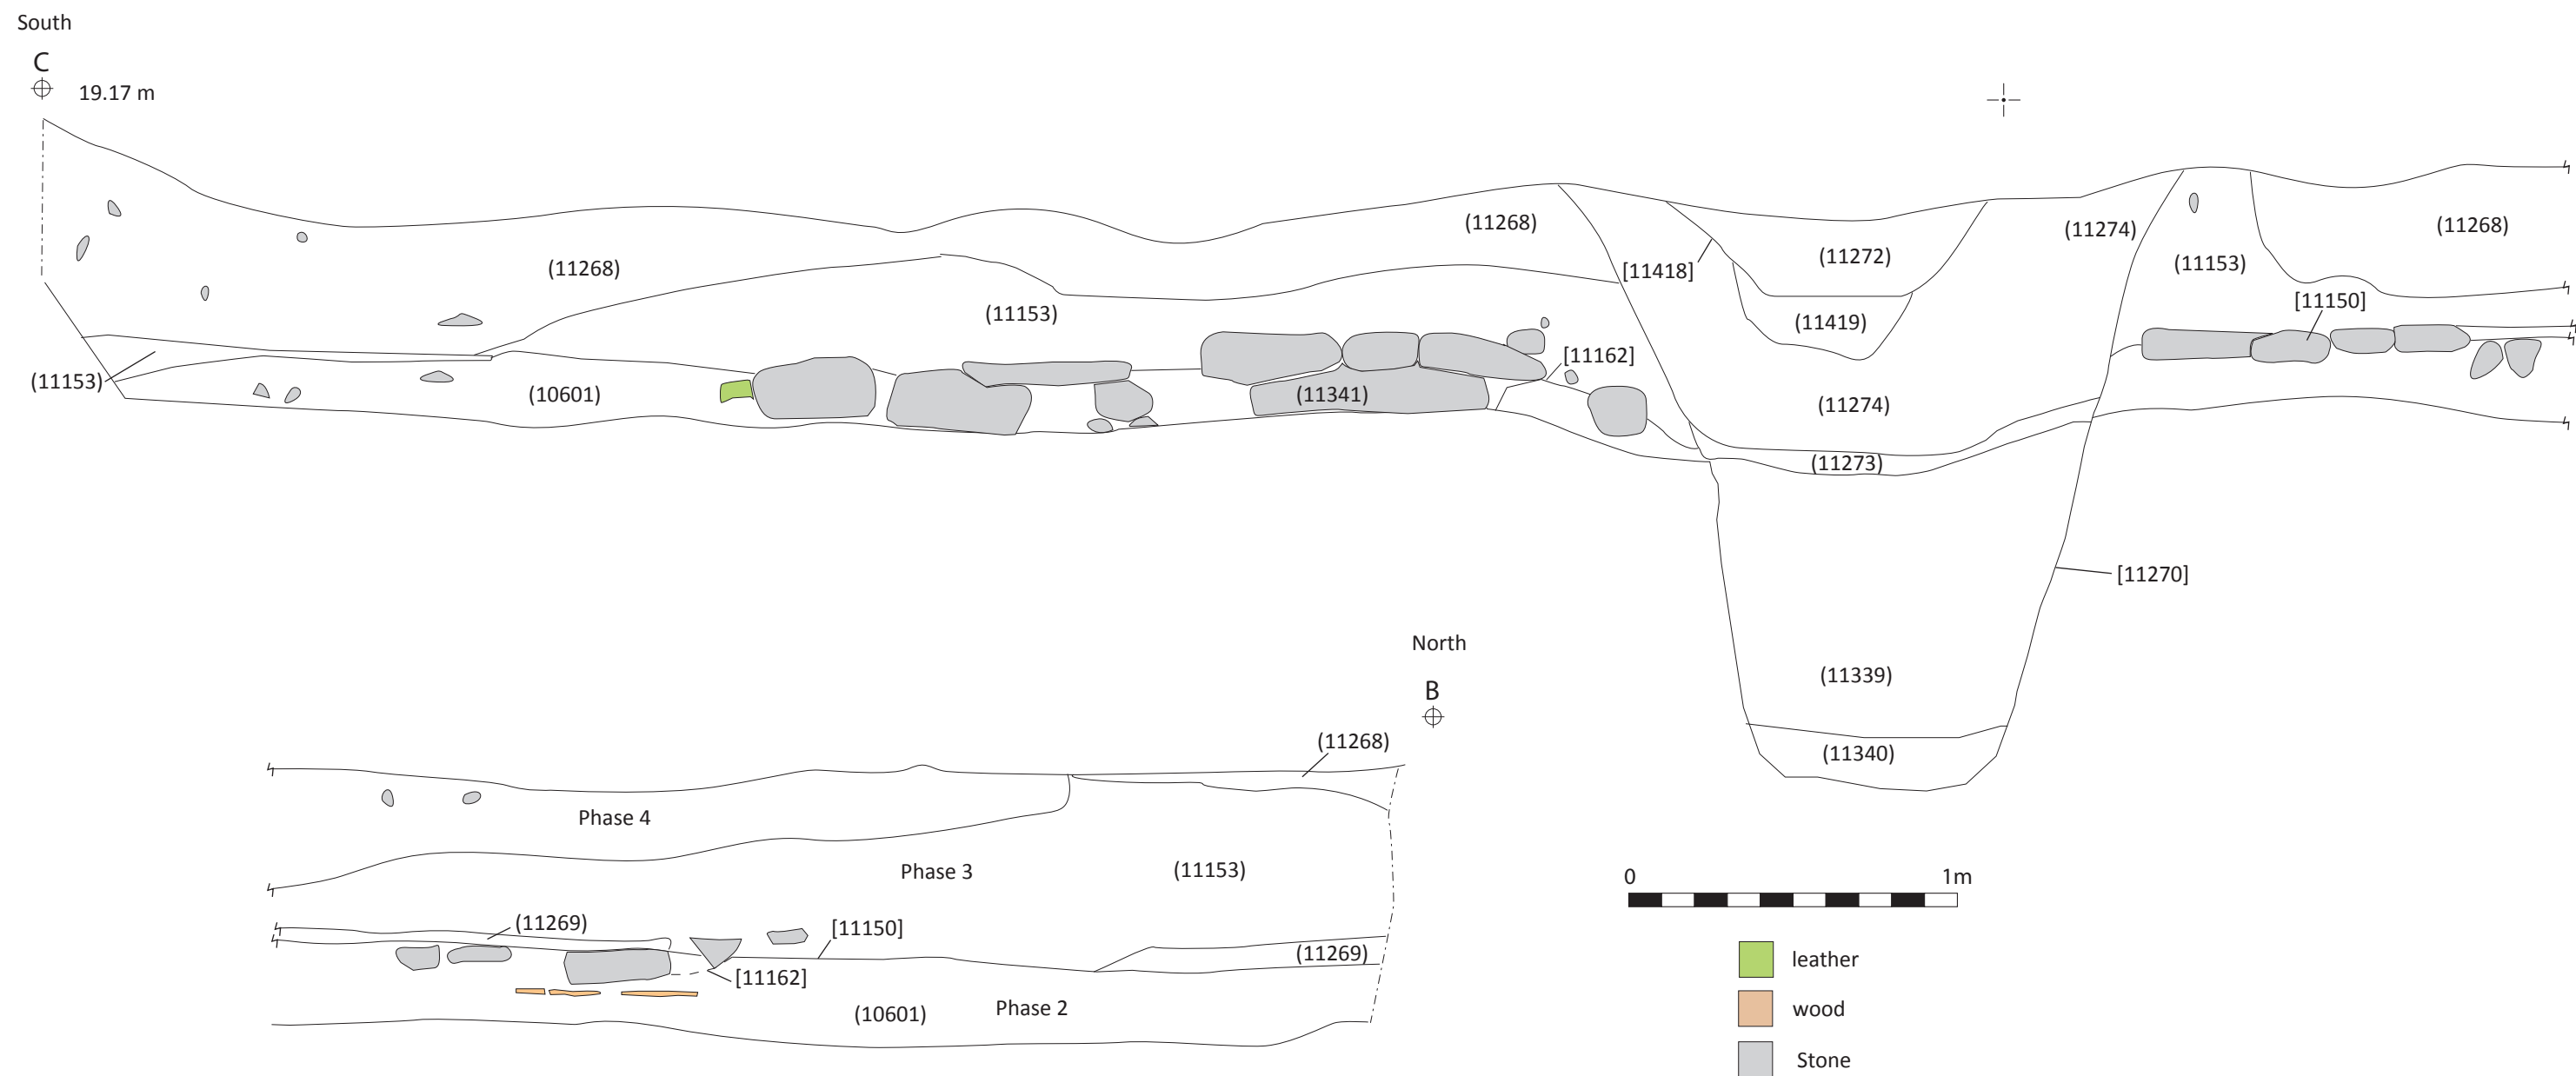 South
C
19.17 m
(11268)
(11268)
(11274)
(11268)
(11272)
[11418]
(11153)
[11150]
(11153)
(11419)
[11162]
(11153)
(10601)
(11341)
(11274)
(11273)
[11270]
North
(11339)
B
(11268)
(11340)
Phase 4
Phase 3
(11153)
0 1m
(11269)
[11150]
(11269)
leather
[11162]
Phase 2
(10601)
wood
Stone